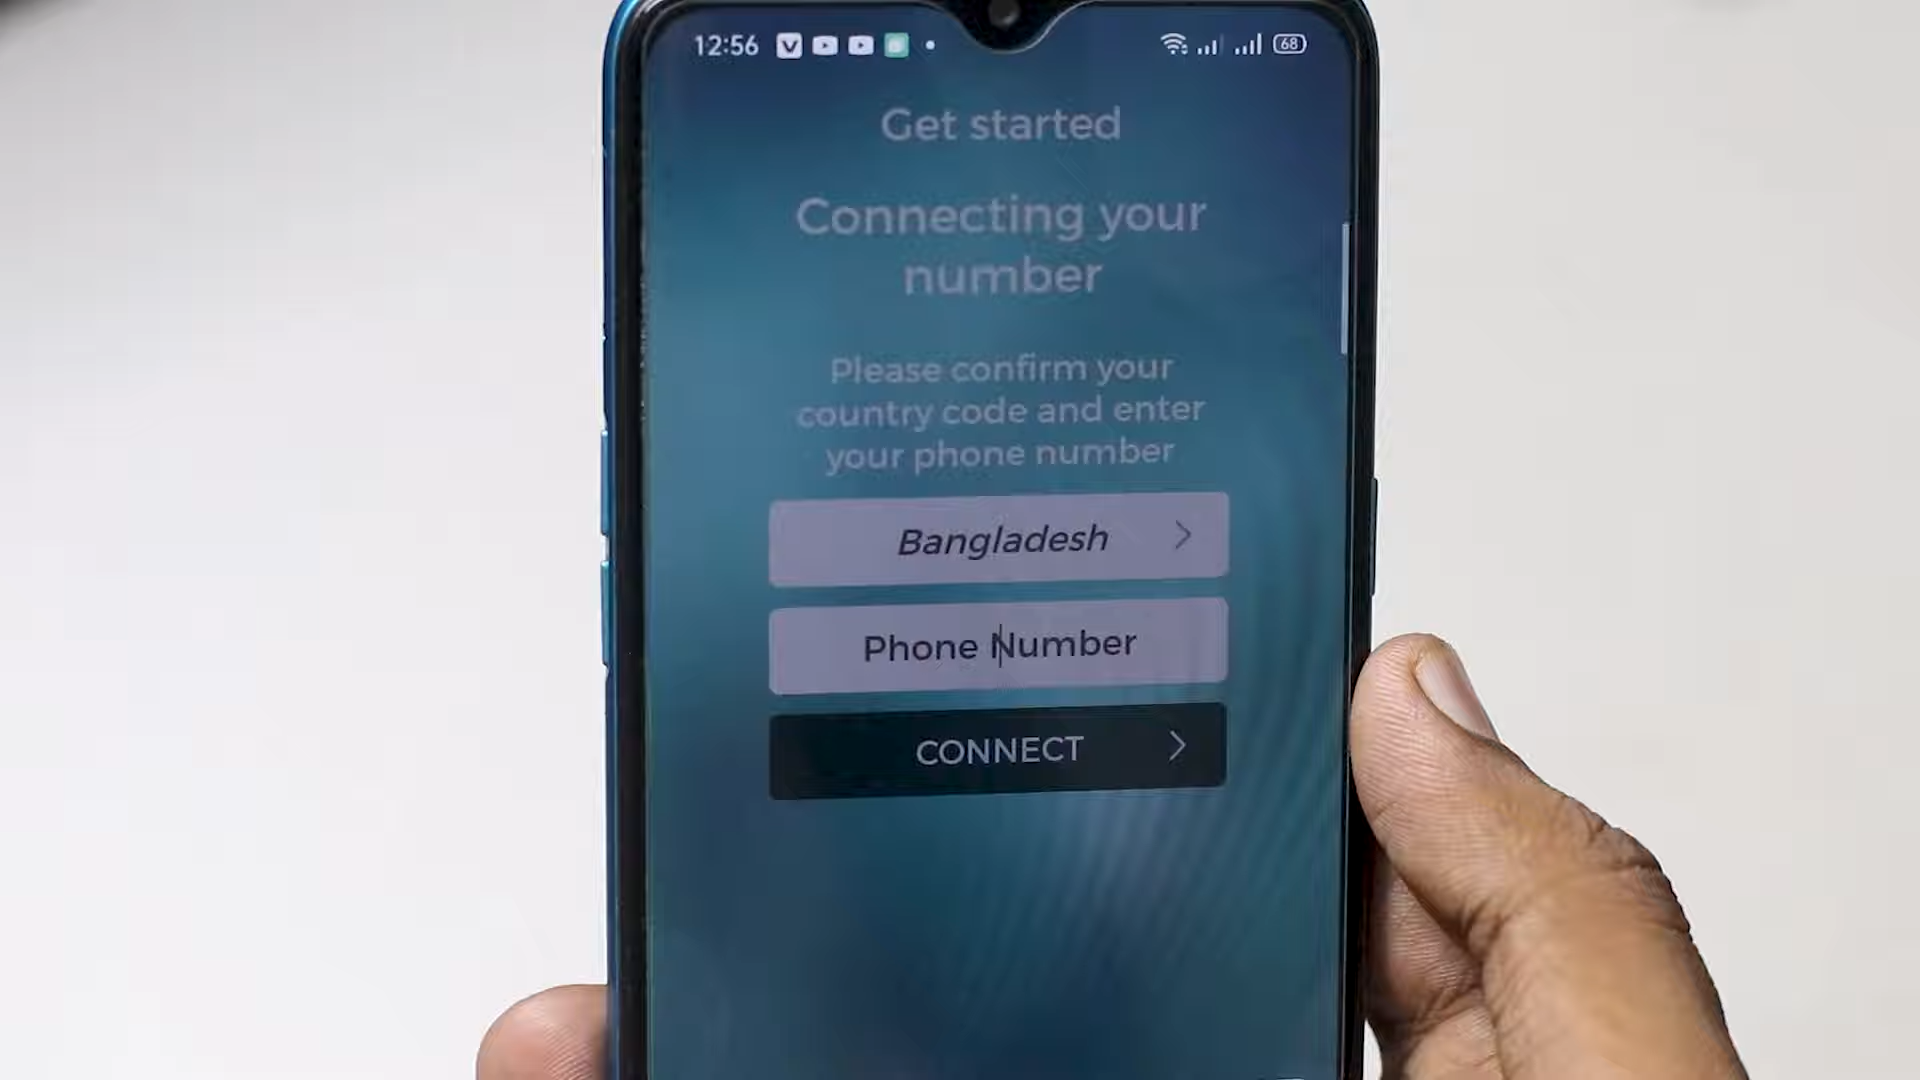 12:56
68
Get started
Connecting your
number
Please confirm your
country code and enter
your phone number
Bangladesh
Phone Number
CONNECT